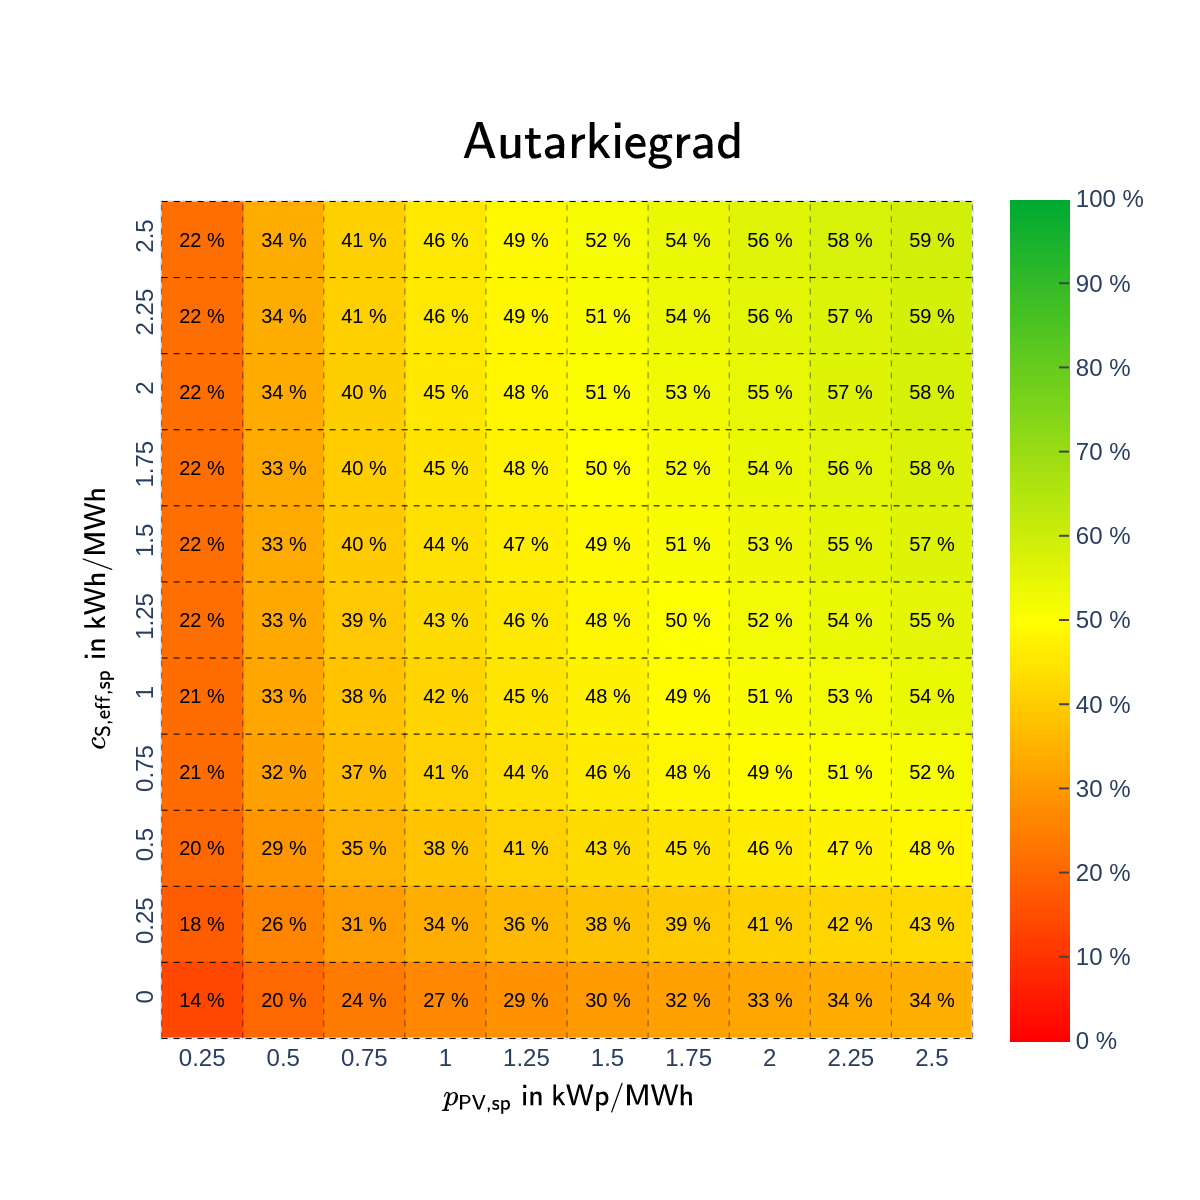 Autarkiegrad
2.5 22 % 34 % 41 % 46 % 49 % 52 % 54 % 56 % 58 % 59 %
2.25 22 % 34 % 41 % 46 % 49 % 51 % 54 % 56 % 57 % 59 %
2 22 % 34 % 40 % 45 % 48 % 51 % 53 % 55 % 57 % 58 %
1.75 22 % 33 % 40 % 45 % 48 % 50 % 52 % 54 % 56 % 58 %
1.5 22 % 33 % 40 % 44 % 47 % 49 % 51 % 53 % 55 % 57 %
1.25 22 % 33 % 39 % 43 % 46 % 48 % 50 % 52 % 54 % 55 %
1 21 % 33 % 38 % 42 % 45 % 48 % 49 % 51 % 53 % 54 %
0.75 21 % 32 % 37 % 41 % 44 % 46 % 48 % 49 % 51 % 52 %
0.5 20 % 29 % 35 % 38 % 41 % 43 % 45 % 46 % 47 % 48 %
0.25 18 % 26 % 31 % 34 % 36 % 38 % 39 % 41 % 42 % 43 %
0 14 % 20 % 24 % 27 % 29 % 30 % 32 % 33 % 34 % 34 %
0.25 0.5 0.75 1 1.25 1.5 1.75 2 2.25 2.5
pPV,sp in kWp/MWh
cS,eff,sp in kWh/MWh
100 %
90 %
80 %
70 %
60 %
50 %
40 %
30 %
20 %
10 %
0 %